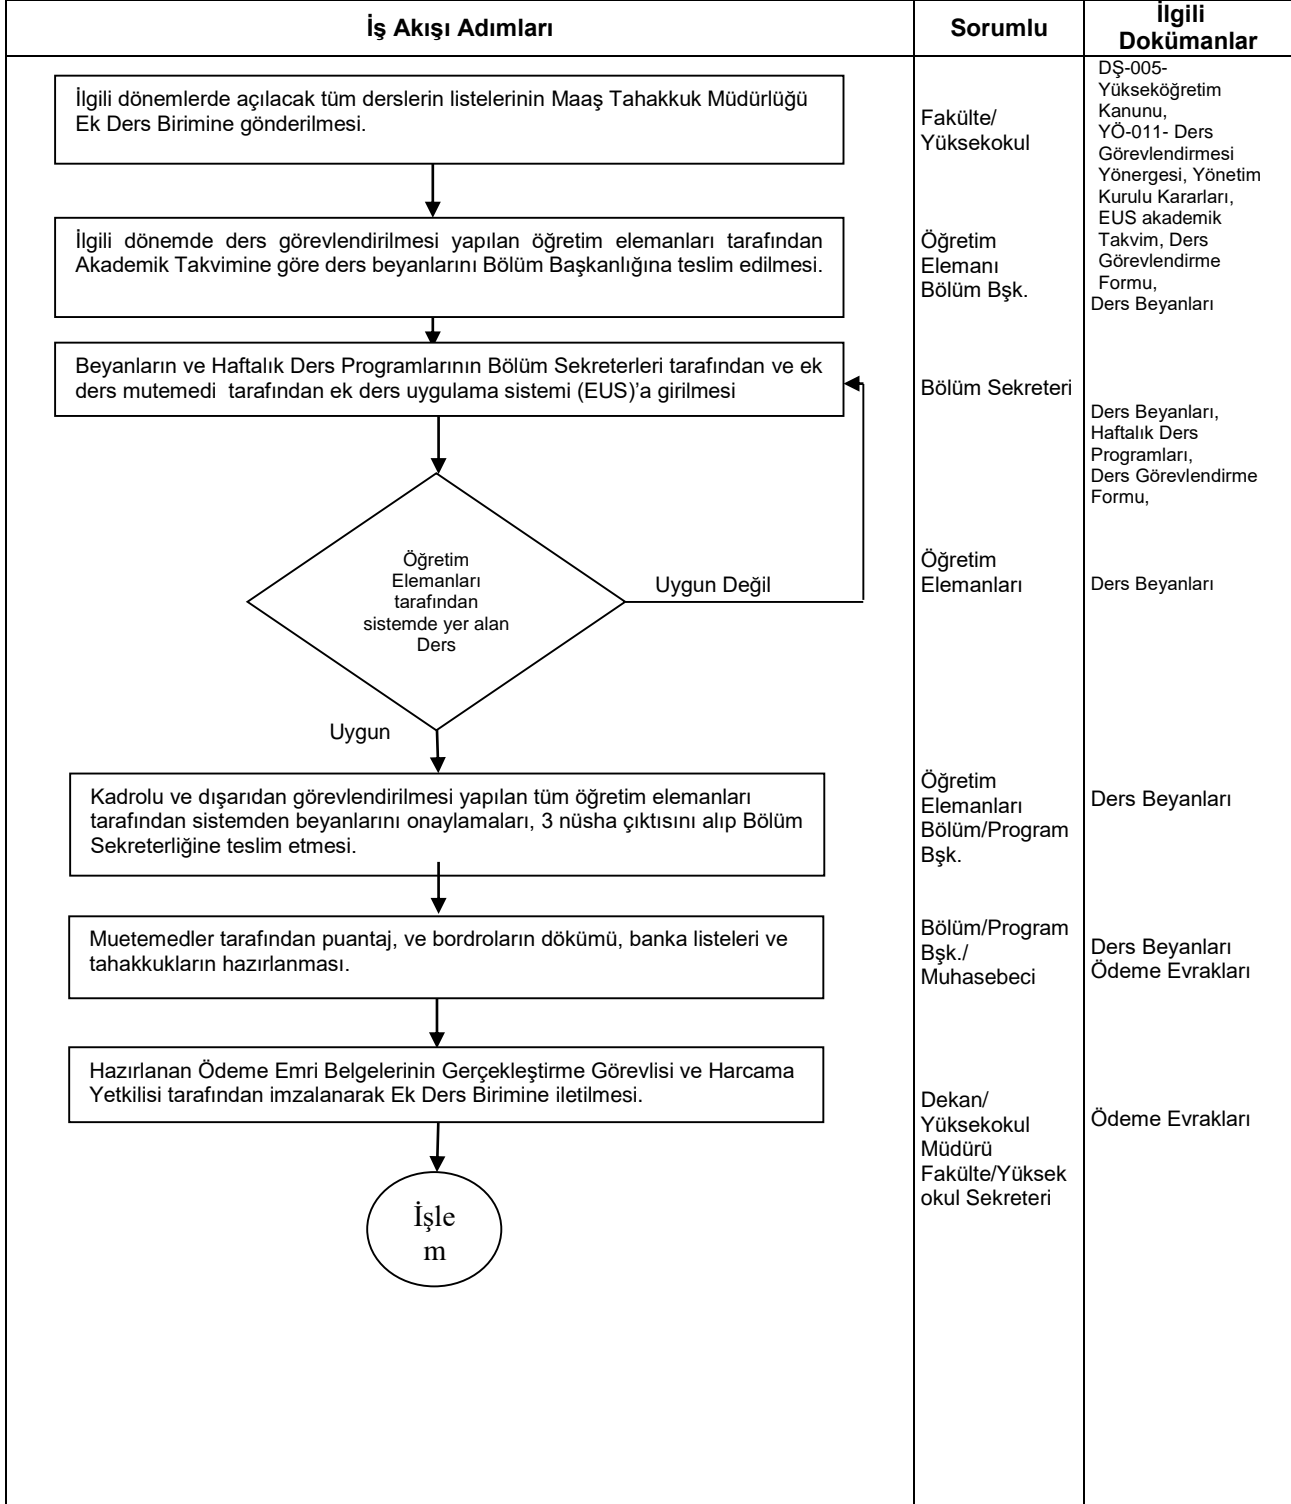 İş Akışı Adımları
Sorumlu
İlgili
Dokümanlar
İlgili dönemlerde açılacak tüm derslerin listelerinin Maaş Tahakkuk Müdürlüğü
Ek Ders Birimine gönderilmesi.
Fakülte/
Yüksekokul
DŞ-005-
Yükseköğretim
Kanunu,
YÖ-011- Ders
Görevlendirmesi
Yönergesi, Yönetim
Kurulu Kararları,
EUS akademik
Takvim, Ders
Görevlendirme
Formu,
Ders Beyanları
İlgili dönemde ders görevlendirilmesi yapılan öğretim elemanları tarafından
Akademik Takvimine göre ders beyanlarını Bölüm Başkanlığına teslim edilmesi.
Öğretim
Elemanı
Bölüm Bşk.
Beyanların ve Haftalık Ders Programlarının Bölüm Sekreterleri tarafından ve ek
ders mutemedi tarafından ek ders uygulama sistemi (EUS)'a girilmesi
Bölüm Sekreteri
Ders Beyanları,
Haftalık Ders
Programları,
Ders Görevlendirme
Formu,
Öğretim
Elemanları
tarafından
sistemde yer alan
Ders
Uygun Değil
Uygun
Öğretim
Elemanları
Ders Beyanları
Kadrolu ve dışarıdan görevlendirilmesi yapılan tüm öğretim elemanları
tarafından sistemden beyanlarını onaylamaları, 3 nüsha çıktısını alıp Bölüm
Sekreterliğine teslim etmesi.
Öğretim
Elemanları
Bölüm/Program
Bşk.
Ders Beyanları
Muetemedler tarafından puantaj, ve bordroların dökümü, banka listeleri ve
tahakkukların hazırlanması.
Bölüm/Program
Bşk./
Muhasebeci
Ders Beyanları
Ödeme Evrakları
Hazırlanan Ödeme Emri Belgelerinin Gerçekleştirme Görevlisi ve Harcama
Yetkilisi tarafından imzalanarak Ek Ders Birimine iletilmesi.
Dekan/
Yüksekokul
Müdürü
Fakülte/Yüksek
okul Sekreteri
Ödeme Evrakları
İşle
m